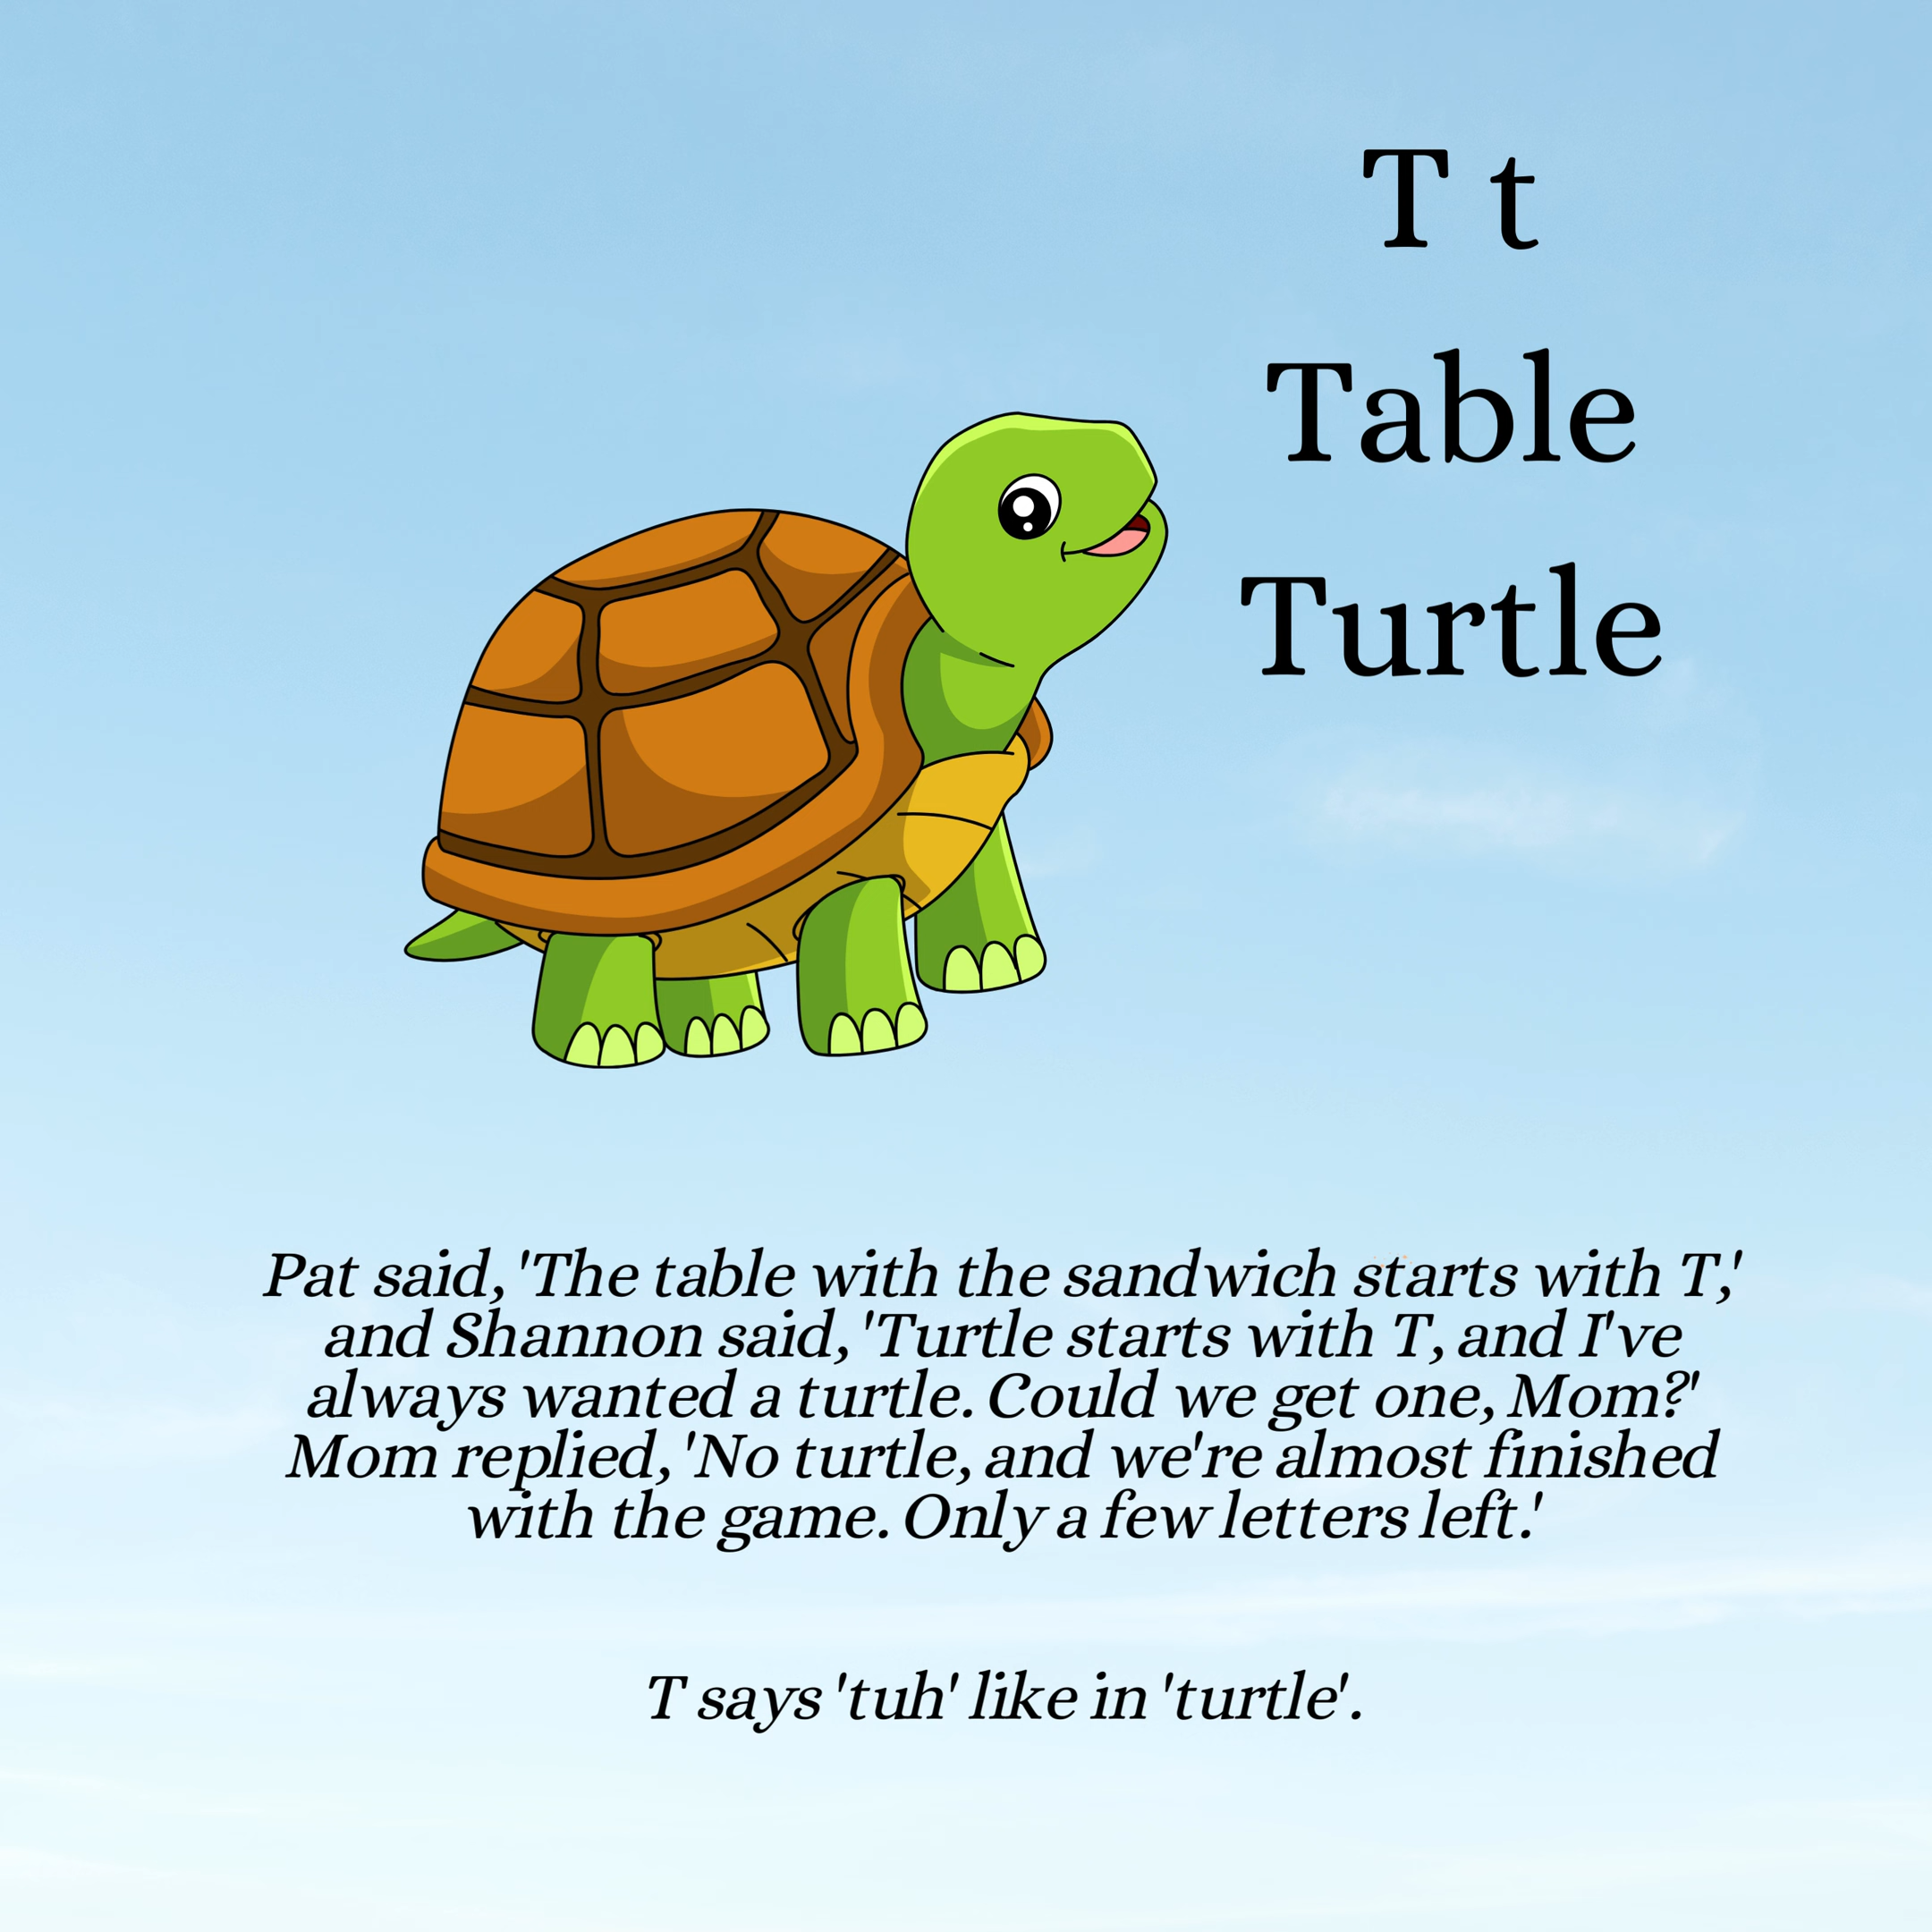 T t
Table
Turtle
Pat said, 'The table with the sandwich starts with T,'
and Shannon said, 'Turtle starts with T, and I've
always wanted a turtle. Could we get one, Mom?'
Mom replied, 'No turtle, and we're almost finished
with the game. Only a few letters left.'
T says 'tuh' like in 'turtle'.